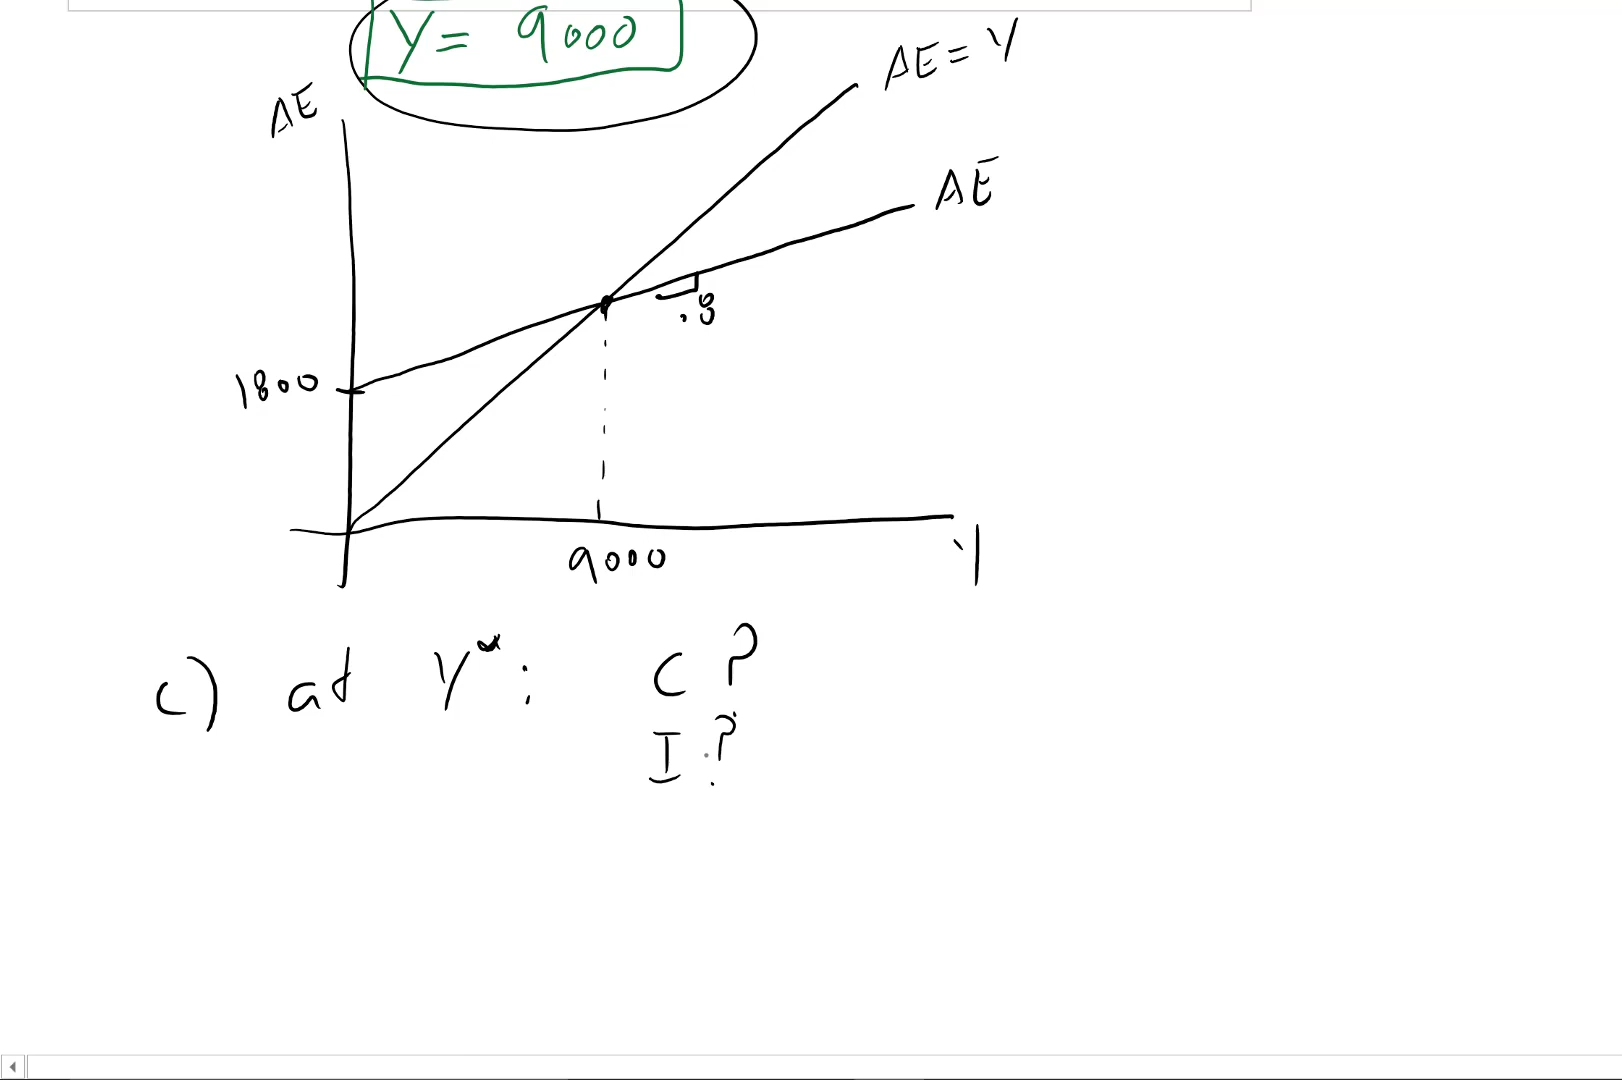 Y = 9000
AE = Y
AE
AE
.8
1800
9000
Y
c) at Y*: C?
I?